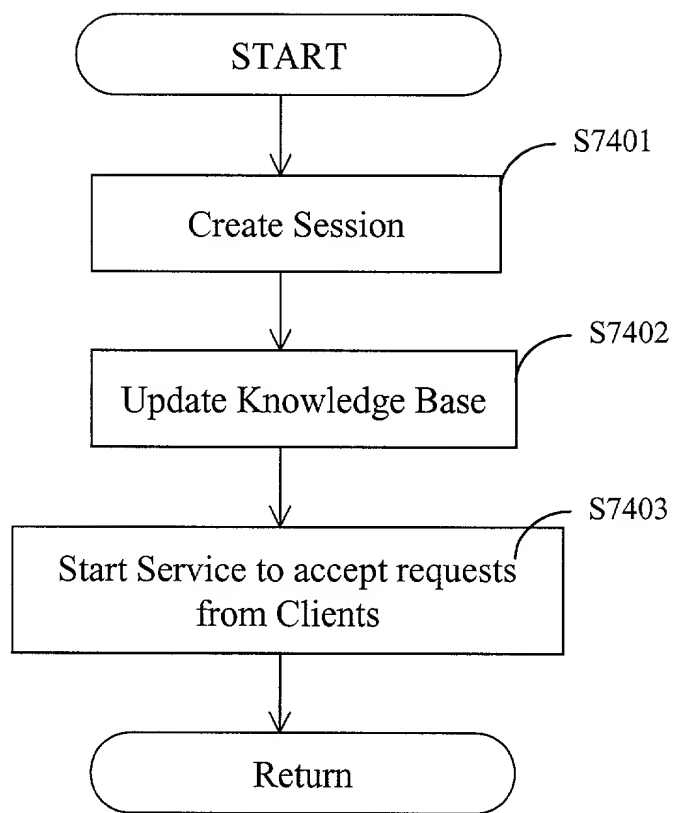 START
S7401
Create Session
S7402
Update Knowledge Base
S7403
Start Service to accept requests
from Clients
Return